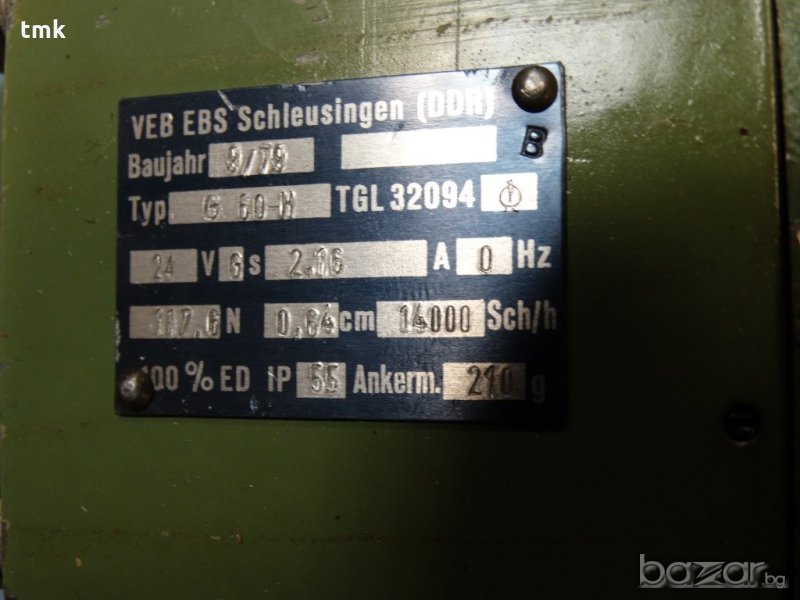 tmk
VEB EBS Schleusingen (DDR)
B
Baujahr 9/79
Typ G 60-H TGL 32094
24 V Gs 2.16 A 0 Hz
117,6 N 0,64 cm 14000 Sch/h
100 % ED IP 55 Ankerm. 210 g
bazar.bg